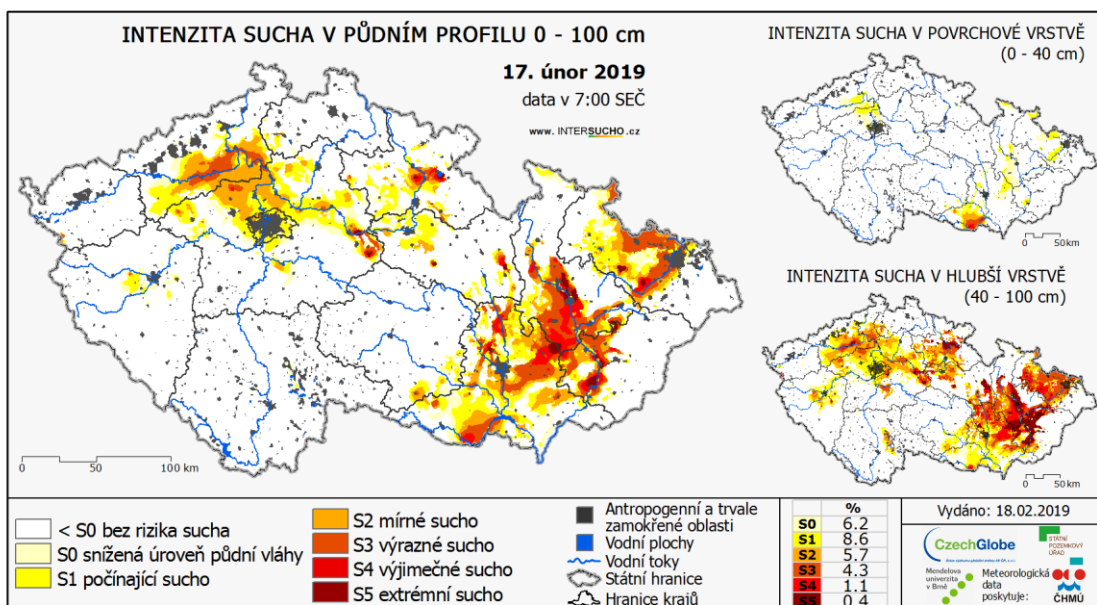 INTENZITA SUCHA V PŮDNÍM PROFILU 0 - 100 cm
17. únor 2019
data v 7:00 SEČ
www. INTERSUCHO .cz
0 50 100 km
INTENZITA SUCHA V POVRCHOVÉ VRSTVĚ
(0 - 40 cm)
0 50km
INTENZITA SUCHA V HLUBŠÍ VRSTVĚ
(40 - 100 cm)
0 50km
< S0 bez rizika sucha
S0 snížená úroveň půdní vláhy
S1 počínající sucho
S2 mírné sucho
S3 výrazné sucho
S4 výjimečné sucho
S5 extrémní sucho
Antropogenní a trvale
zamokřené oblasti
Vodní plochy
Vodní toky
Státní hranice
Hranice krajů
%
S0 6.2
S1 8.6
S2 5.7
S3 4.3
S4 1.1
S5 0.4
Vydáno: 18.02.2019
CzechGlobe
STÁTNÍ
POZEMKOVÝ
ÚŘAD
Mendelova
univerzita
v Brně
Meteorologická
data
poskytuje:
ČHMÚ